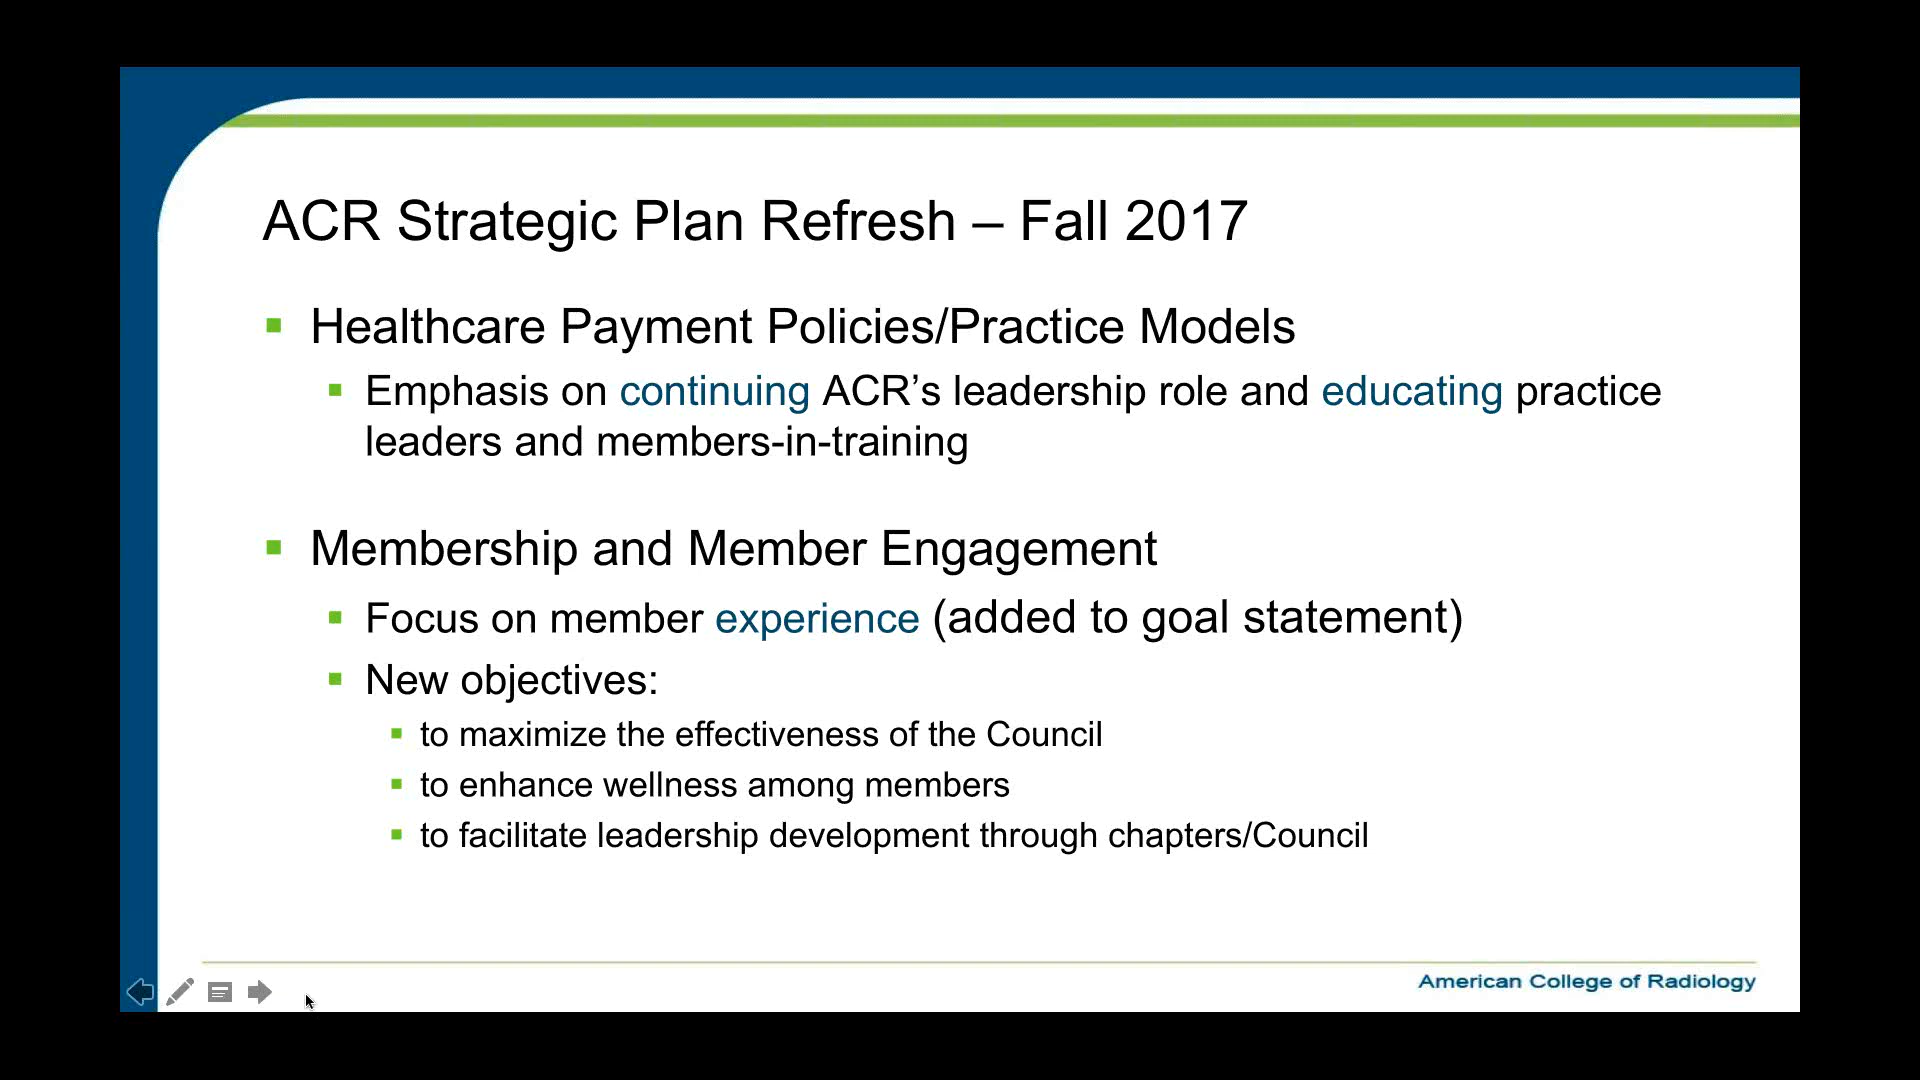 ACR Strategic Plan Refresh – Fall 2017
Healthcare Payment Policies/Practice Models
Emphasis on continuing ACR’s leadership role and educating practice
leaders and members-in-training
Membership and Member Engagement
Focus on member experience (added to goal statement)
New objectives:
to maximize the effectiveness of the Council
to enhance wellness among members
to facilitate leadership development through chapters/Council
American College of Radiology